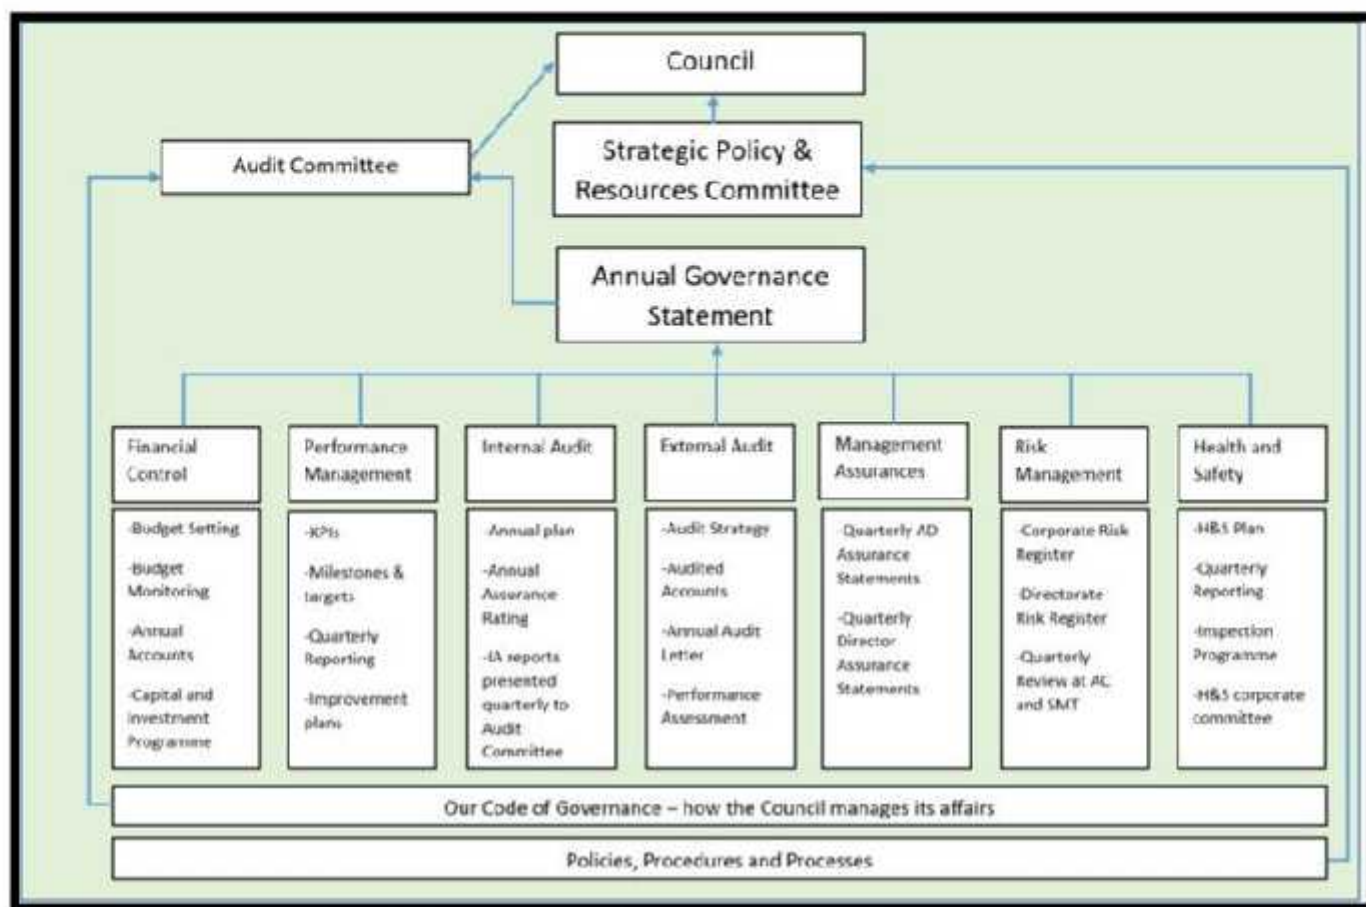 Council
Audit Committee
Strategic Policy &
Resources Committee
Annual Governance
Statement
Financial
Control
Performance
Management
Internal Audit
External Audit
Management
Assurances
Risk
Management
Health and
Safety
-Budget Setting
-Budget
Monitoring
-Annual
Accounts
-Capital and
Investment
Programme
-KPIs
-Milestones &
targets
-Quarterly
Reporting
-Improvement
plans
-Annual plan
-Annual
Assurance
Rating
-IA reports
presented
quarterly to
Audit
Committee
-Audit Strategy
-Audited
Accounts
-Annual Audit
Letter
-Performance
Assessment
-Quarterly AD
Assurance
Statements
-Quarterly
Director
Assurance
Statements
-Corporate Risk
Register
-Directorate
Risk Register
-Quarterly
Review at AC
and SMT
-H&S Plan
-Quarterly
Reporting
-Inspection
Programme
-H&S corporate
committee
Our Code of Governance – how the Council manages its affairs
Policies, Procedures and Processes